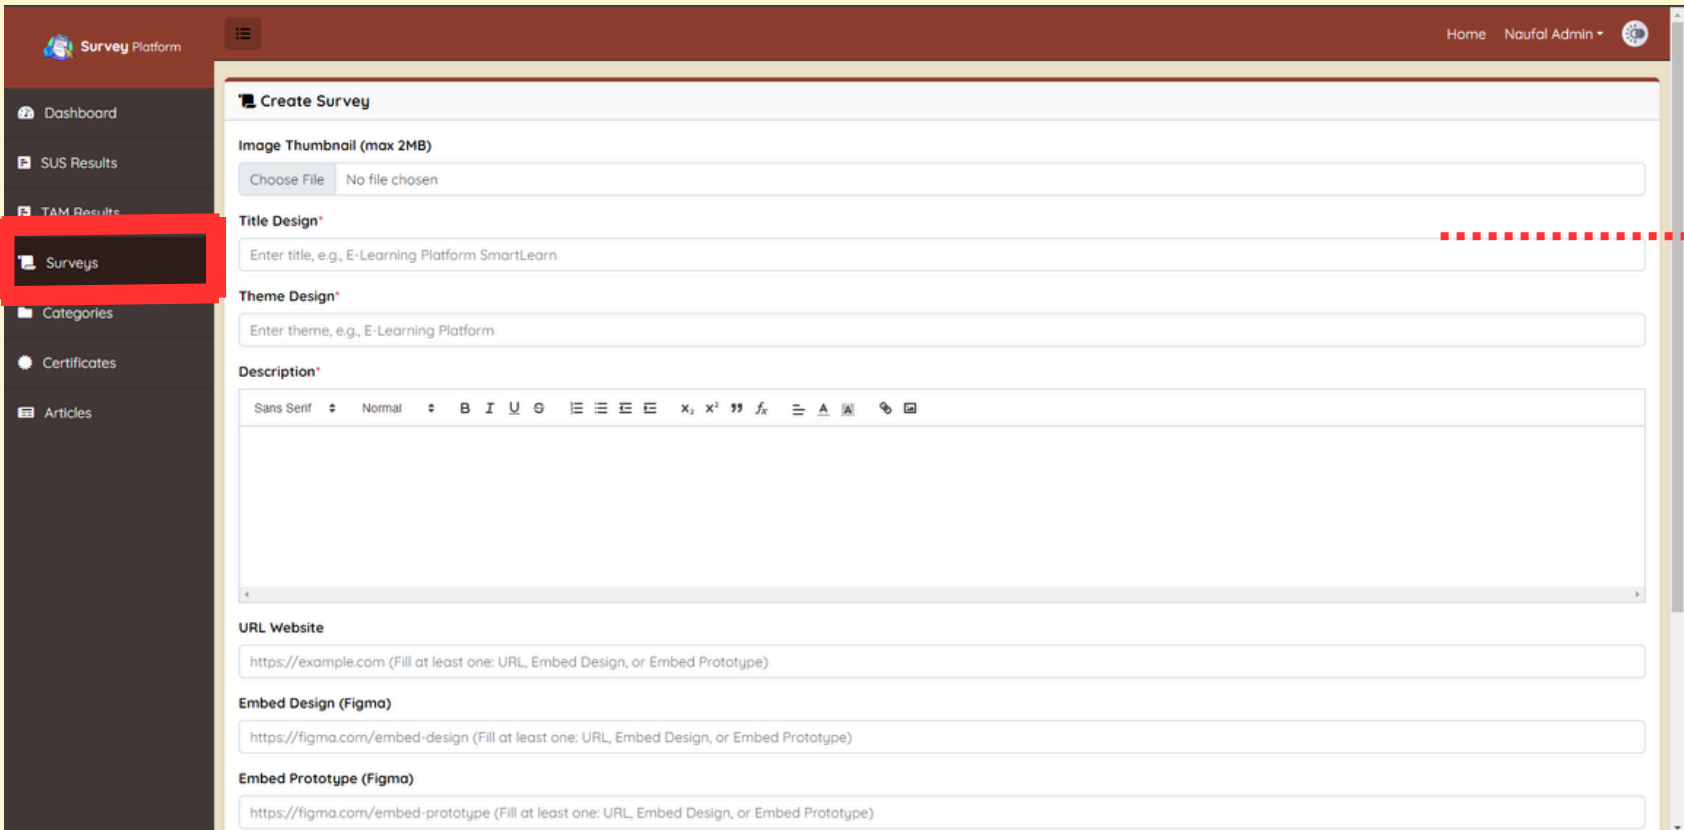 Survey Platform
Home Naufal Admin
Dashboard
SUS Results
TAM Results
Surveys
Categories
Certificates
Articles
Create Survey
Image Thumbnail (max 2MB)
Choose File No file chosen
Title Design*
Enter title, e.g., E-Learning Platform SmartLearn
Theme Design*
Enter theme, e.g., E-Learning Platform
Description*
Sans Serif Normal B I U S X₂ X² " fx A A
URL Website
https://example.com (Fill at least one: URL, Embed Design, or Embed Prototype)
Embed Design (Figma)
https://figma.com/embed-design (Fill at least one: URL, Embed Design, or Embed Prototype)
Embed Prototype (Figma)
https://figma.com/embed-prototype (Fill at least one: URL, Embed Design, or Embed Prototype)